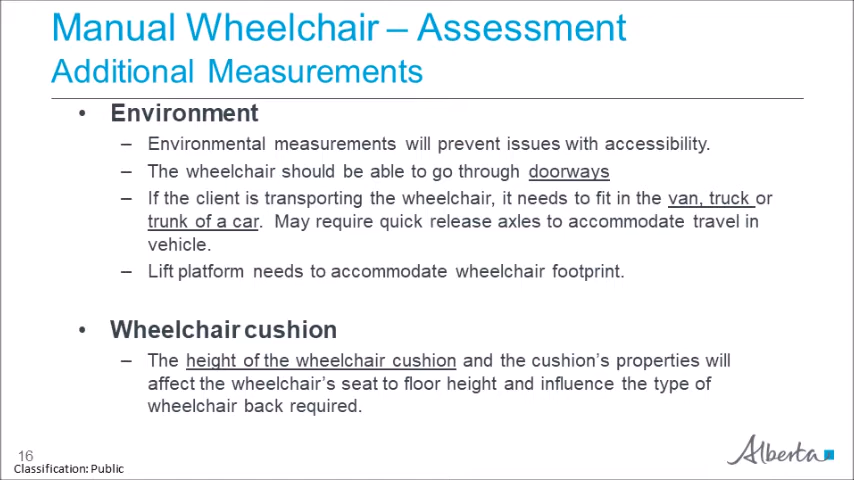 Manual Wheelchair – Assessment
Additional Measurements
• Environment
– Environmental measurements will prevent issues with accessibility.
– The wheelchair should be able to go through doorways
– If the client is transporting the wheelchair, it needs to fit in the van, truck or
trunk of a car. May require quick release axles to accommodate travel in
vehicle.
– Lift platform needs to accommodate wheelchair footprint.
• Wheelchair cushion
– The height of the wheelchair cushion and the cushion's properties will
affect the wheelchair's seat to floor height and influence the type of
wheelchair back required.
16
Classification: Public
Alberta